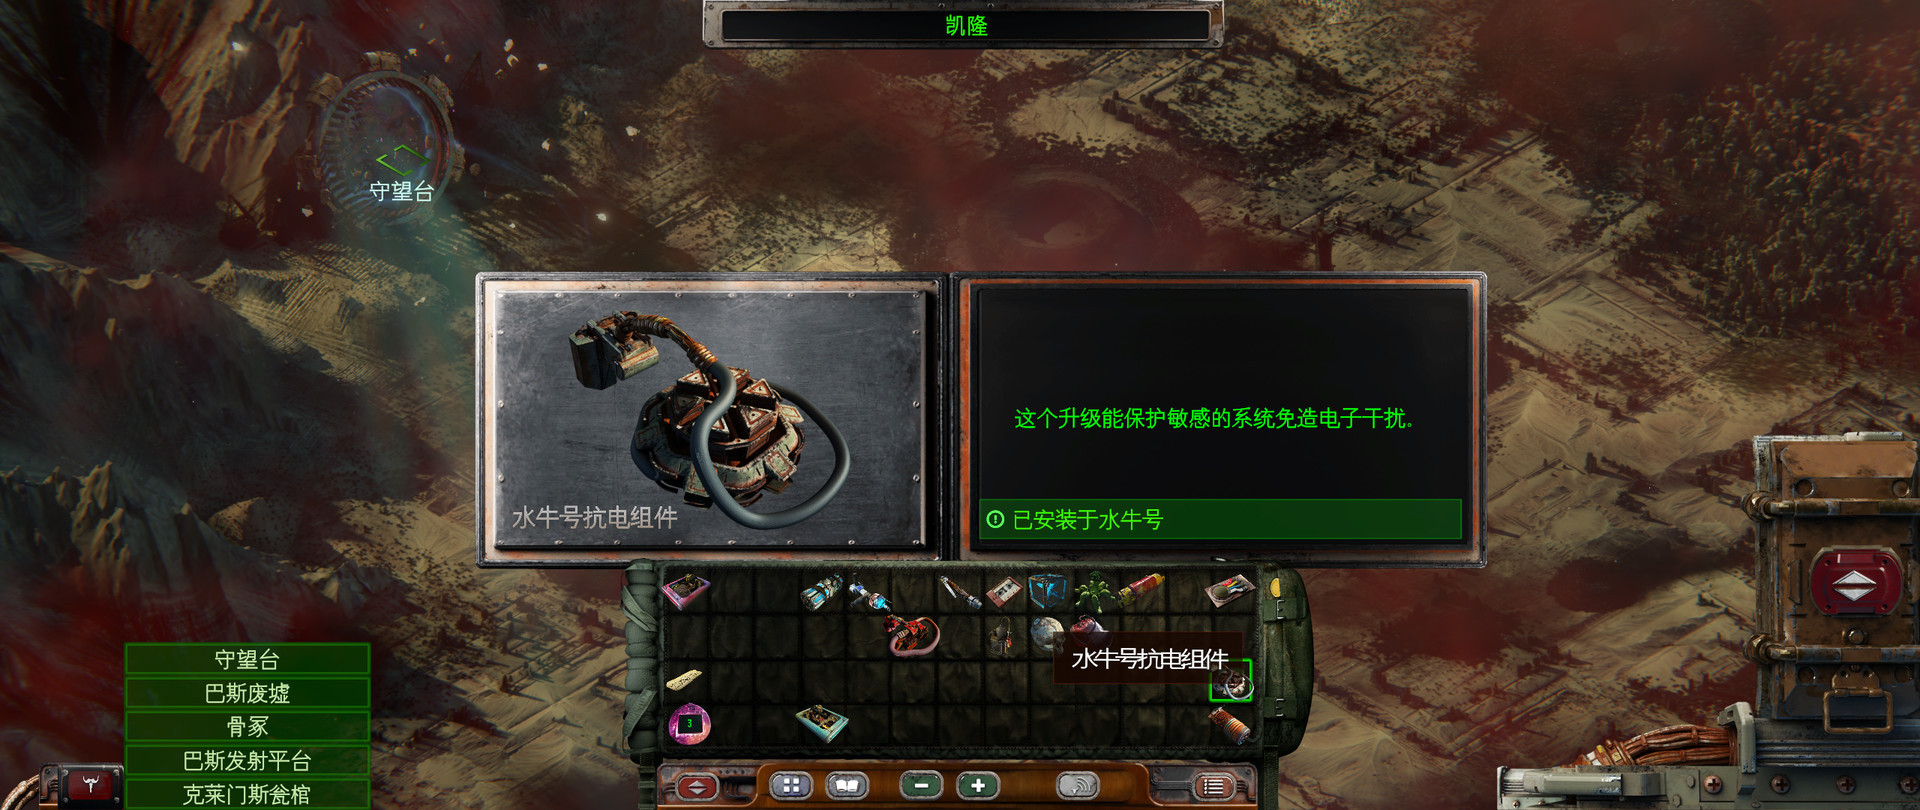 凯隆
守望台
这个升级能保护敏感的系统免造电子干扰。
水牛号抗电组件
已安装于水牛号
水牛号抗电组件
3
守望台
巴斯废墟
骨冢
巴斯发射平台
克莱门斯瓮棺